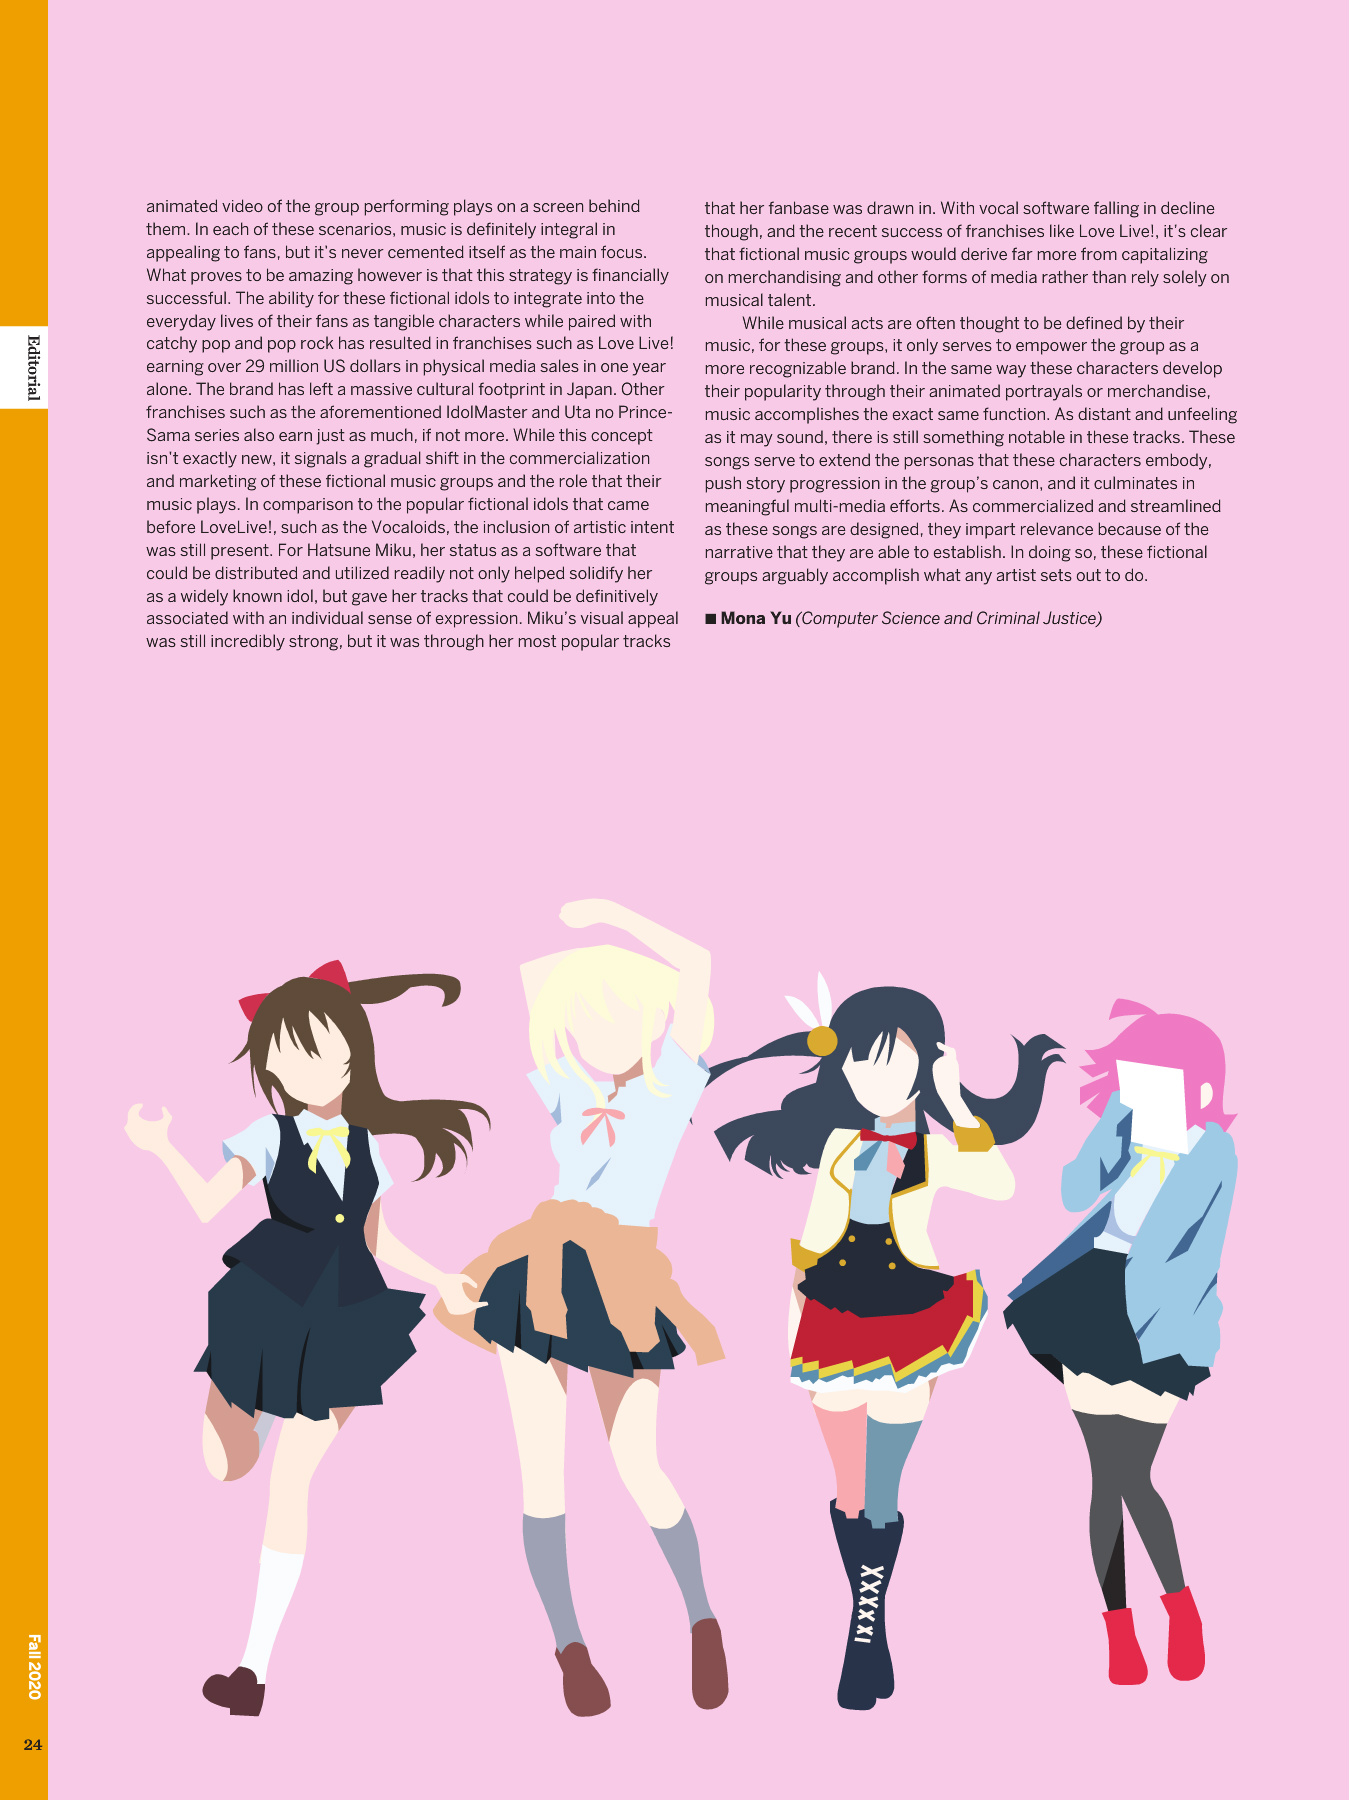 animated video of the group performing plays on a screen behind
them. In each of these scenarios, music is definitely integral in
appealing to fans, but it’s never cemented itself as the main focus.
What proves to be amazing however is that this strategy is financially
successful. The ability for these fictional idols to integrate into the
everyday lives of their fans as tangible characters while paired with
catchy pop and pop rock has resulted in franchises such as Love Live!
earning over 29 million US dollars in physical media sales in one year
alone. The brand has left a massive cultural footprint in Japan. Other
franchises such as the aforementioned IdolMaster and Uta no Prince-
Sama series also earn just as much, if not more. While this concept
isn’t exactly new, it signals a gradual shift in the commercialization
and marketing of these fictional music groups and the role that their
music plays. In comparison to the popular fictional idols that came
before LoveLive!, such as the Vocaloids, the inclusion of artistic intent
was still present. For Hatsune Miku, her status as a software that
could be distributed and utilized readily not only helped solidify her
as a widely known idol, but gave her tracks that could be definitively
associated with an individual sense of expression. Miku’s visual appeal
was still incredibly strong, but it was through her most popular tracks
that her fanbase was drawn in. With vocal software falling in decline
though, and the recent success of franchises like Love Live!, it’s clear
that fictional music groups would derive far more from capitalizing
on merchandising and other forms of media rather than rely solely on
musical talent.
While musical acts are often thought to be defined by their
music, for these groups, it only serves to empower the group as a
more recognizable brand. In the same way these characters develop
their popularity through their animated portrayals or merchandise,
music accomplishes the exact same function. As distant and unfeeling
as it may sound, there is still something notable in these tracks. These
songs serve to extend the personas that these characters embody,
push story progression in the group’s canon, and it culminates in
meaningful multi-media efforts. As commercialized and streamlined
as these songs are designed, they impart relevance because of the
narrative that they are able to establish. In doing so, these fictional
groups arguably accomplish what any artist sets out to do.
■ Mona Yu (Computer Science and Criminal Justice)
Editorial
Fall 2020
24